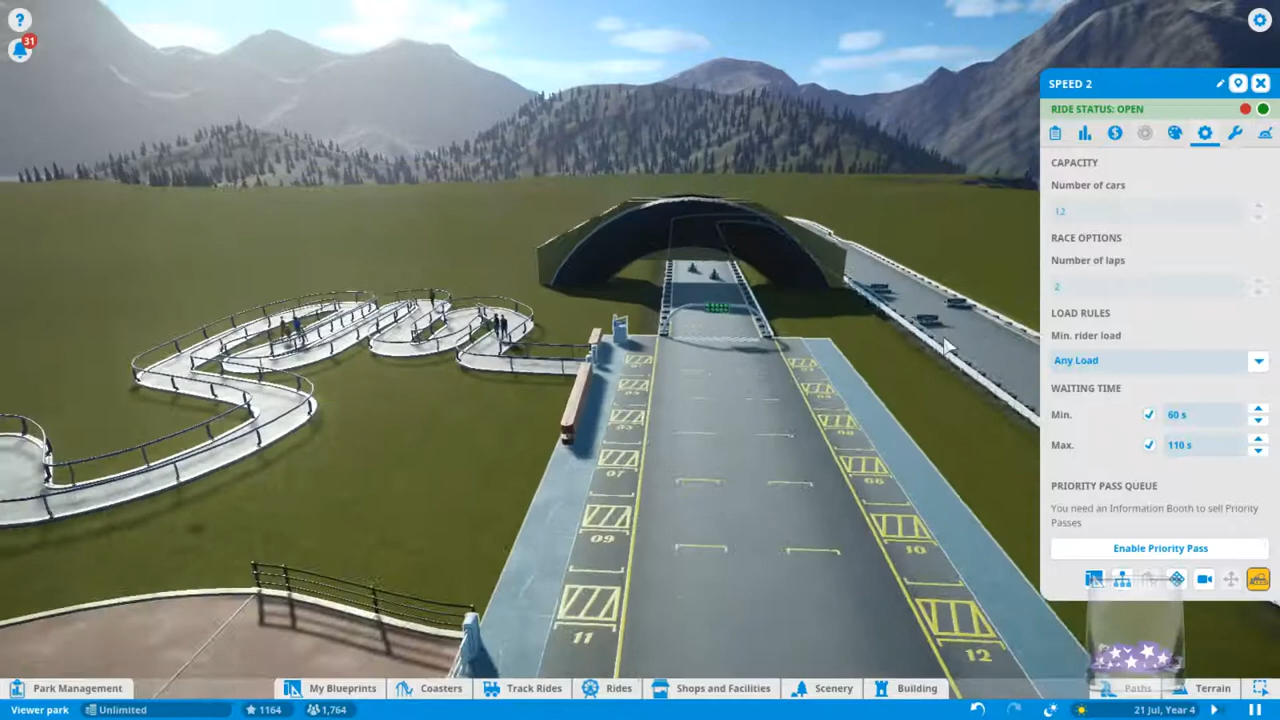 ?
31
SPEED 2
RIDE STATUS: OPEN
CAPACITY
Number of cars
12
RACE OPTIONS
Number of laps
2
LOAD RULES
Min. rider load
Any Load
WAITING TIME
Min. 60 s
Max. 110 s
PRIORITY PASS QUEUE
You need an Information Booth to sell Priority
Passes
Enable Priority Pass
07
09 10
11 12
Park Management My Blueprints Coasters Track Rides Rides Shops and Facilities Scenery Building Paths Terrain
Viewer park Unlimited 1164 1,764 21 Jul, Year 4